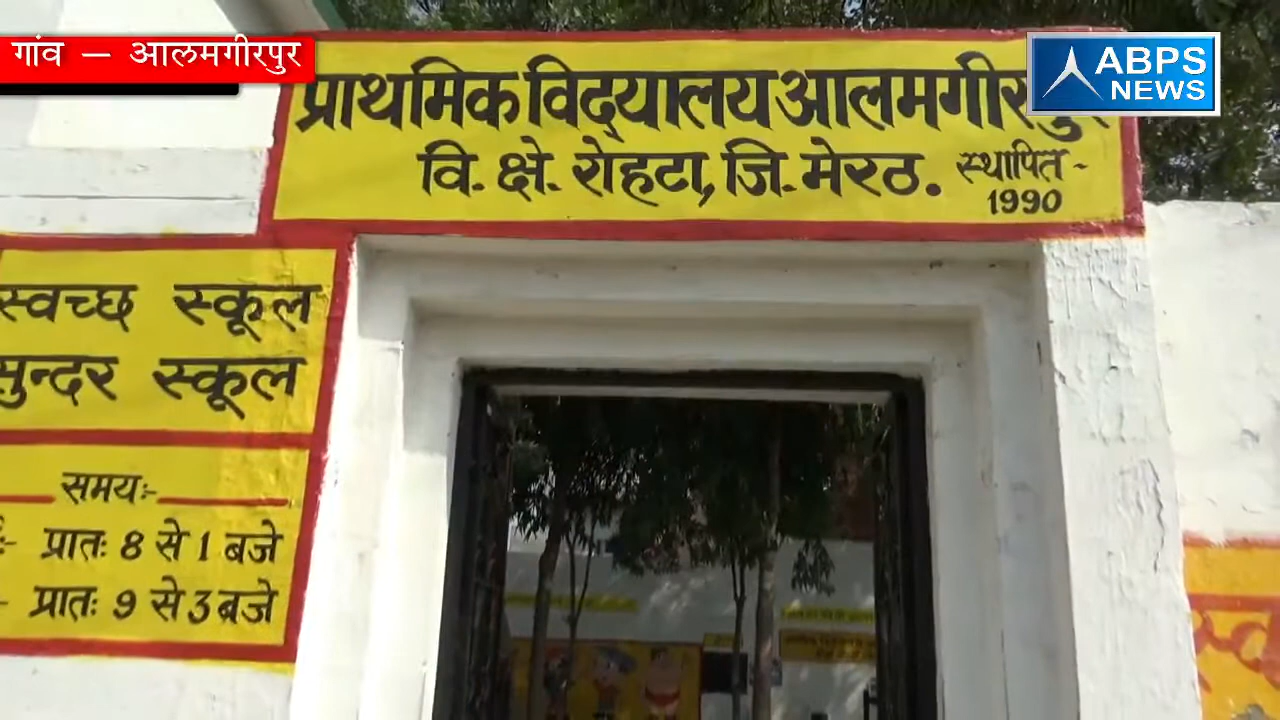 गांव – आलमगीरपुर
ABPS
NEWS
प्राथमिक विद्यालय आलमगीरपुर
वि. क्षे. रोहटा, जि. मेरठ.
स्थापित -
1990
स्वच्छ स्कूल
सुन्दर स्कूल
समयः-
:- प्रातः 8 से 1 बजे
- प्रातः 9 से 3 बजे